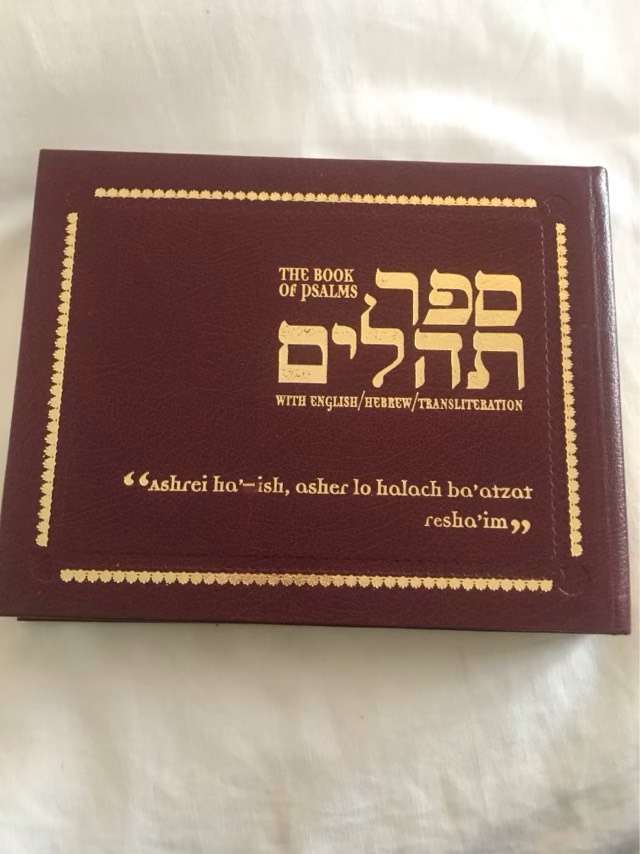 THE BOOK
OF PSALMS
ספר
תהלים
WITH ENGLISH/HEBREW/TRANSLITERATION
“Ashrei ha’–ish, asher lo halach ba’atzat
resha’im”